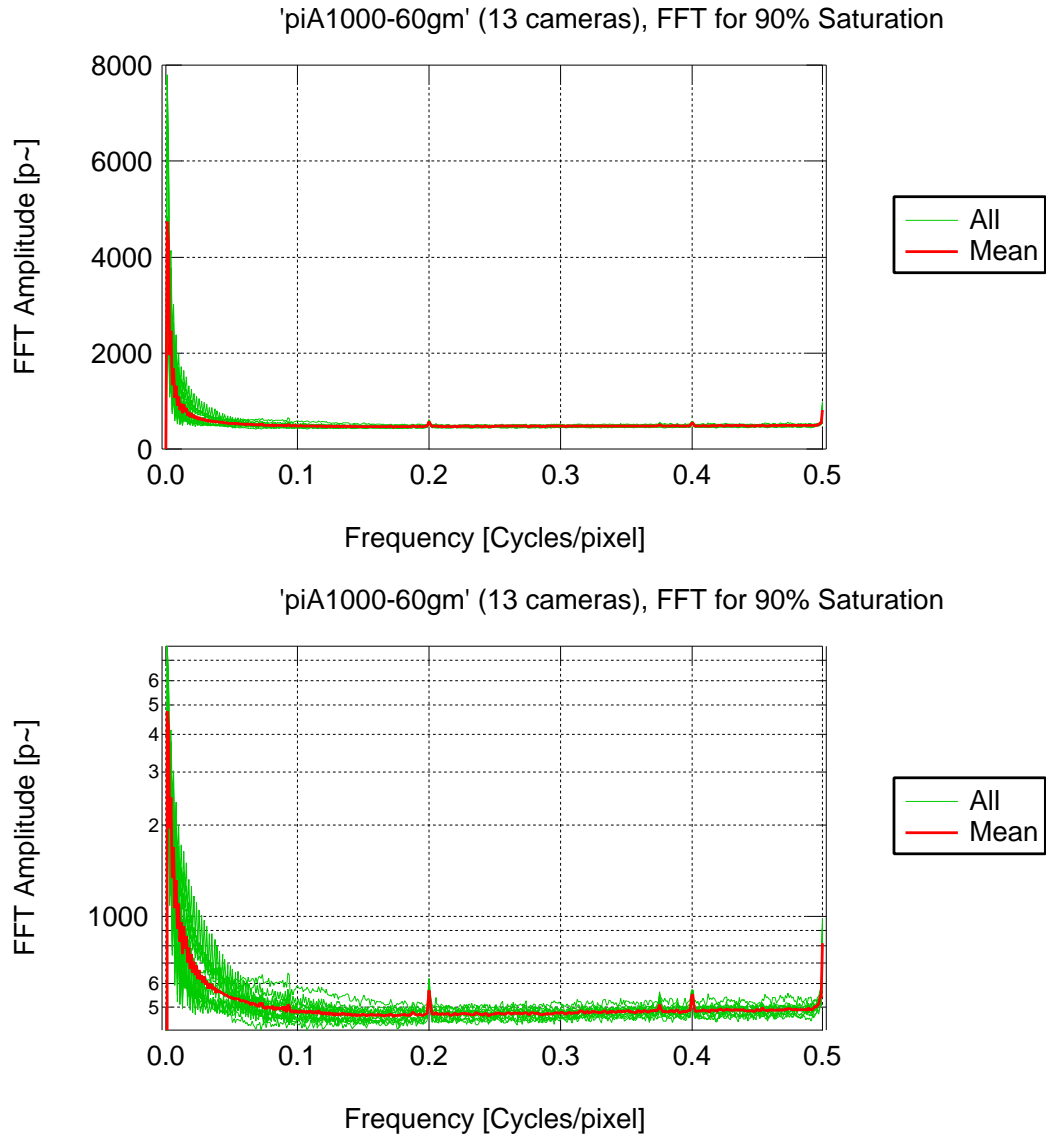 'piA1000-60gm' (13 cameras), FFT for 90% Saturation
8000
6000
4000
2000
0
FFT Amplitude [p~]
0.0 0.1 0.2 0.3 0.4 0.5
Frequency [Cycles/pixel]
All
Mean
'piA1000-60gm' (13 cameras), FFT for 90% Saturation
6
5
4
3
2
1000
6
5
FFT Amplitude [p~]
0.0 0.1 0.2 0.3 0.4 0.5
Frequency [Cycles/pixel]
All
Mean